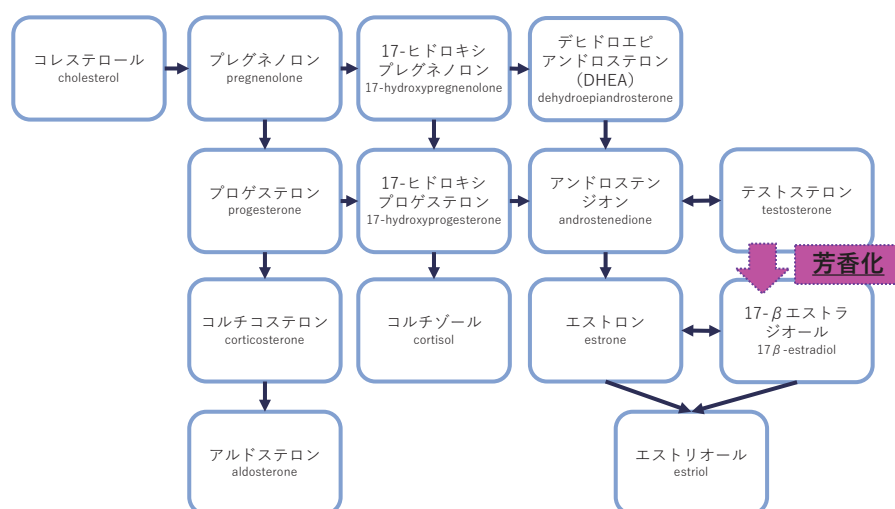 コレステロール
cholesterol
プレグネノロン
pregnenolone
17-ヒドロキシ
プレグネノロン
17-hydroxypregnenolone
デヒドロエピ
アンドロステロン
(DHEA)
dehydroepiandrosterone
プロゲステロン
progesterone
17-ヒドロキシ
プロゲステロン
17-hydroxyprogesterone
アンドロステン
ジオン
androstenedione
テストステロン
testosterone
芳香化
コルチコステロン
corticosterone
コルチゾール
cortisol
エストロン
estrone
17-βエストラ
ジオール
17β-estradiol
アルドステロン
aldosterone
エストリオール
estriol